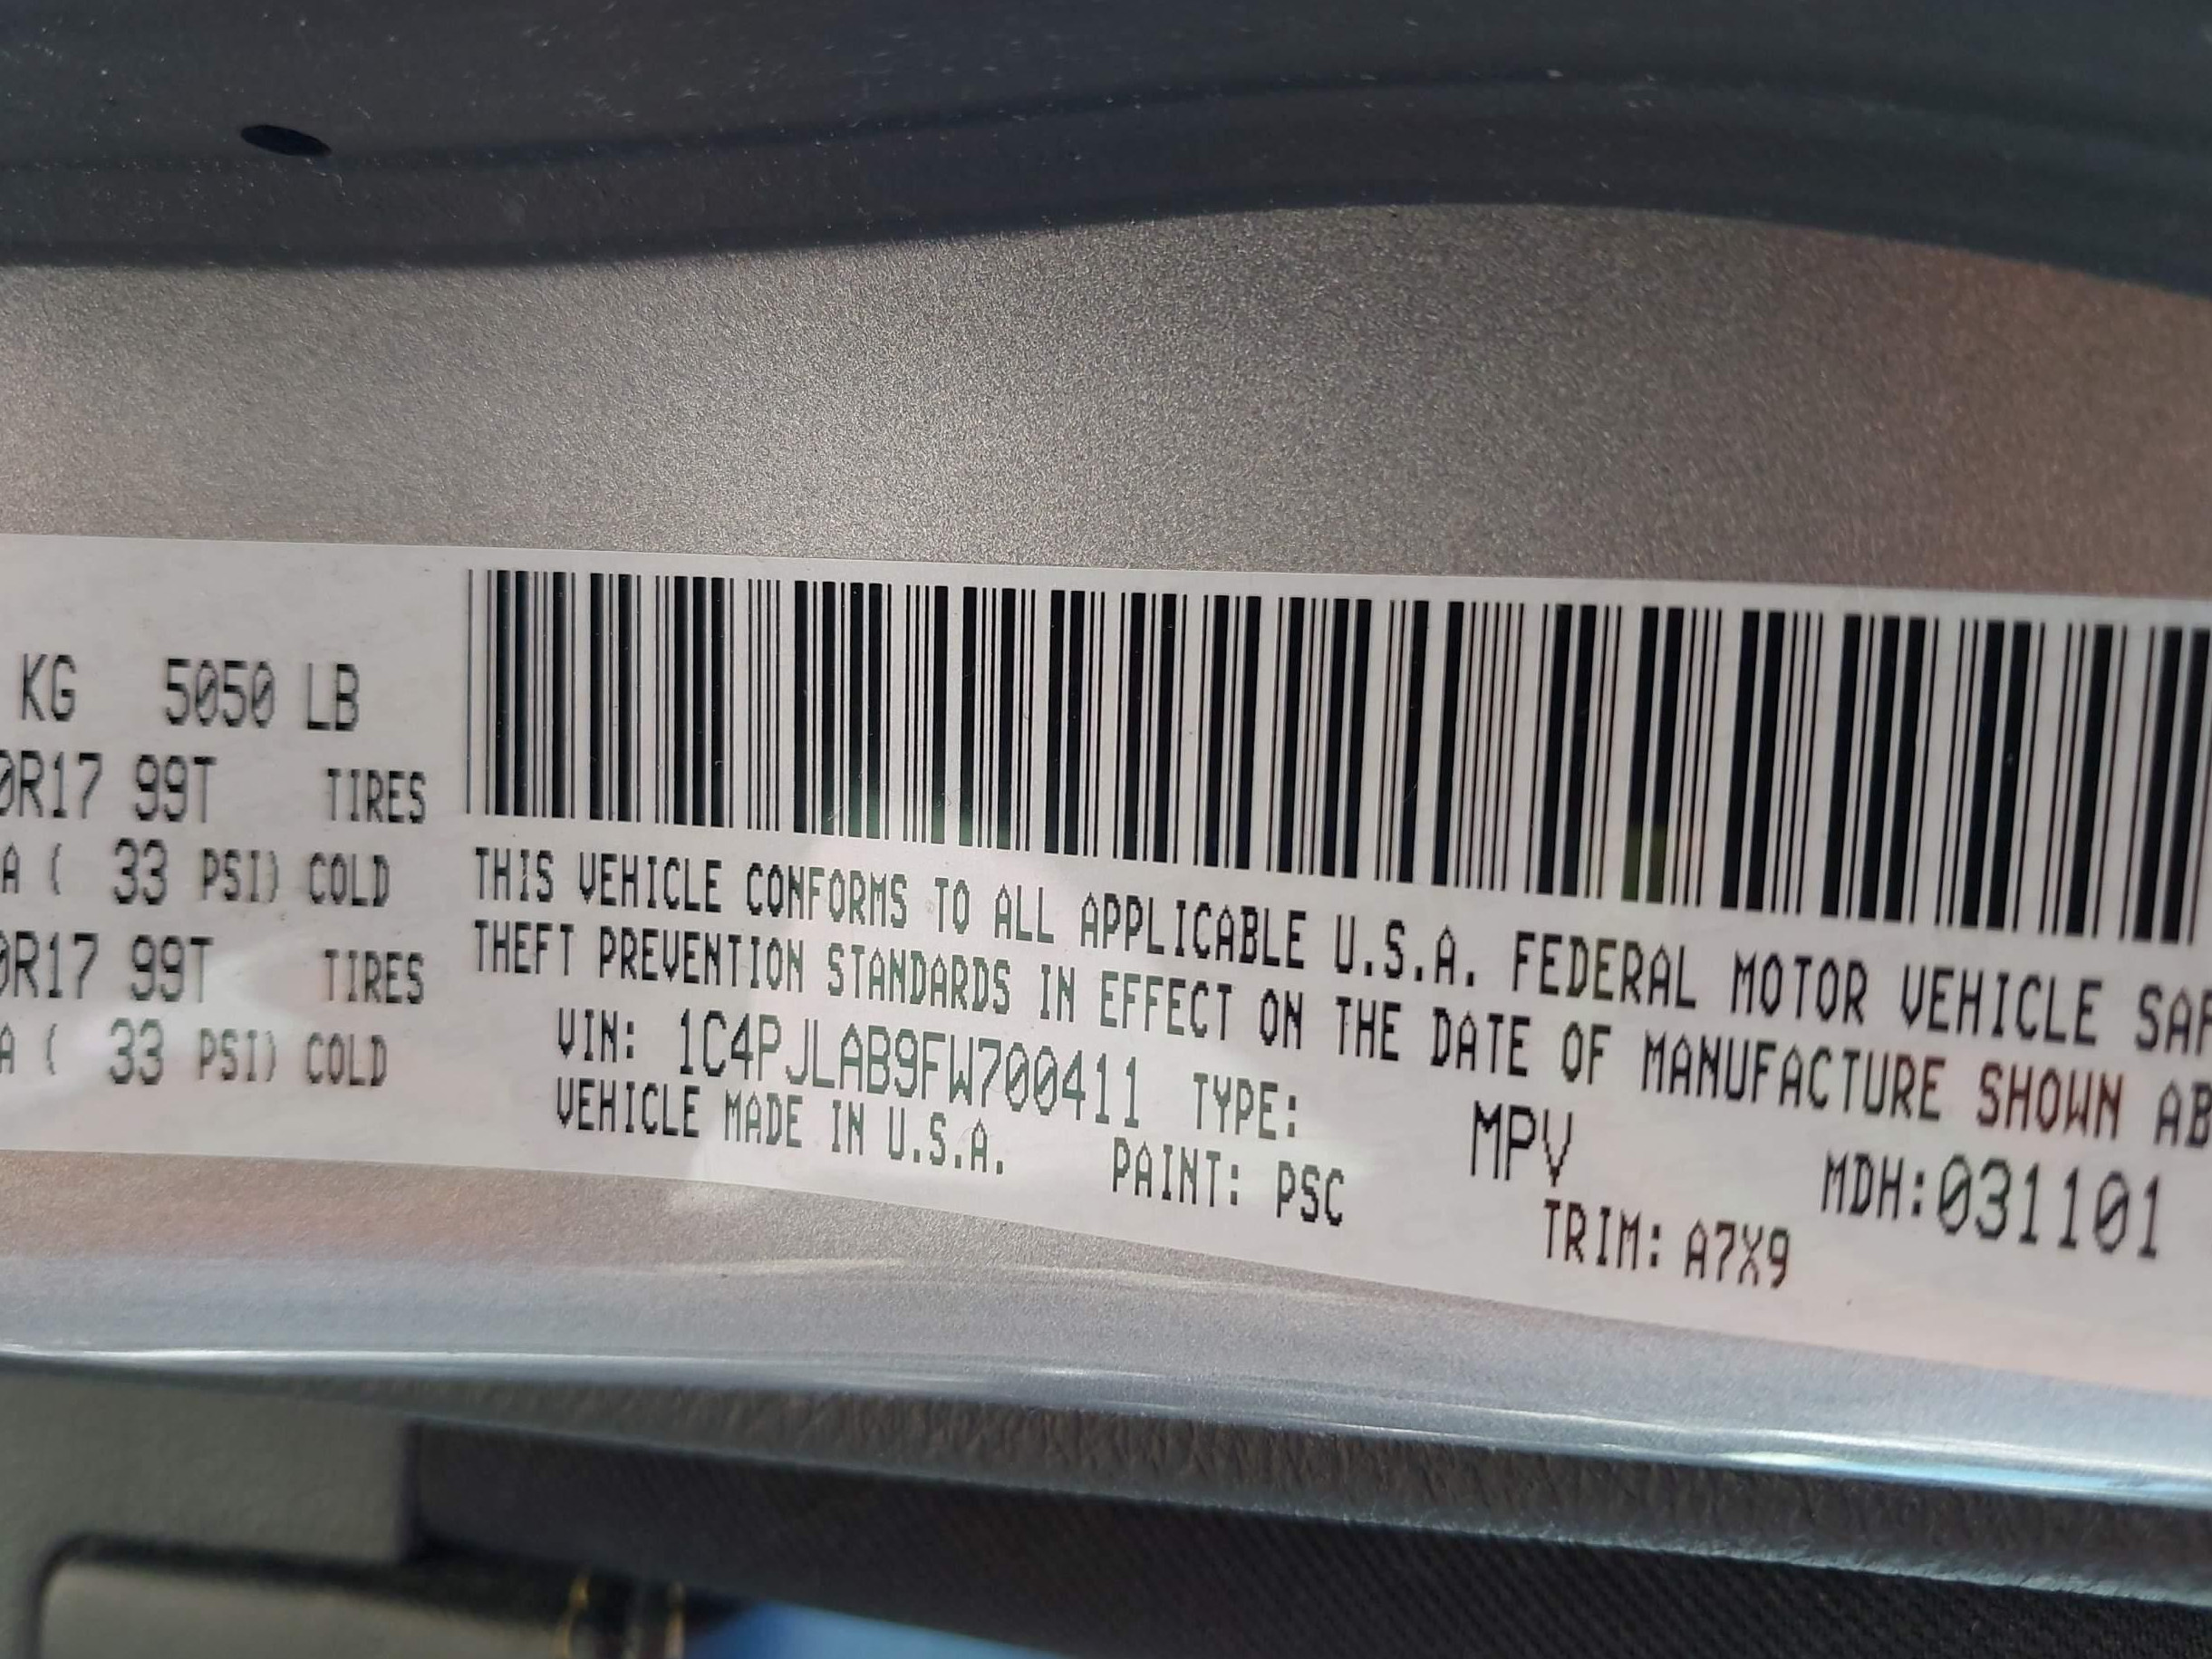 KG 5050 LB
0R17 99T TIRES
A ( 33 PSI) COLD
0R17 99T TIRES
A ( 33 PSI) COLD
THIS VEHICLE CONFORMS TO ALL APPLICABLE U.S.A. FEDERAL MOTOR VEHICLE SAF
THEFT PREVENTION STANDARDS IN EFFECT ON THE DATE OF MANUFACTURE SHOWN AB
VIN: 1C4PJLAB9FW700411 TYPE: MPV MDH:031101
VEHICLE MADE IN U.S.A. PAINT: PSC TRIM: A7X9